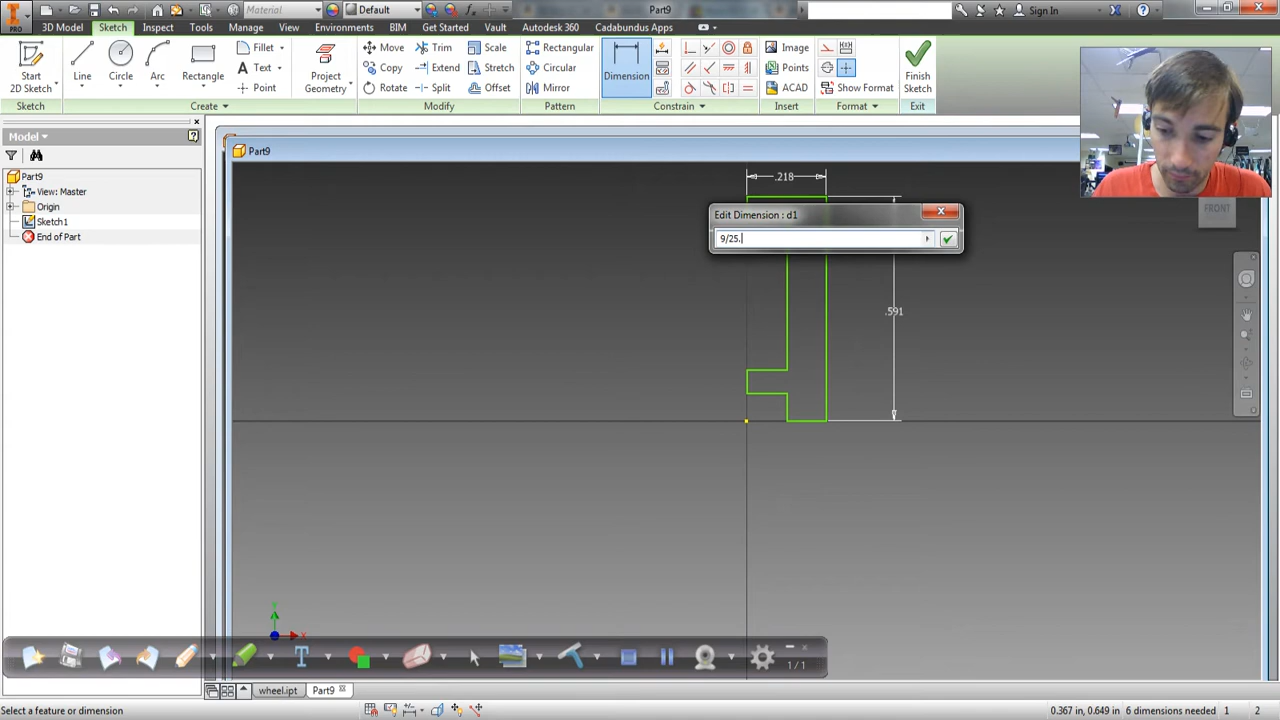 Material
Default
Part9
Sign In
3D Model
Sketch
Inspect
Tools
Manage
View
Environments
BIM
Get Started
Vault
Autodesk 360
Cadabundus Apps
PRO
Start
2D Sketch
Line
Circle
Arc
Rectangle
Fillet
Text
Point
Project
Geometry
Move
Copy
Rotate
Trim
Extend
Split
Scale
Stretch
Offset
Rectangular
Circular
Mirror
Dimension
Image
Points
ACAD
Show Format
Finish
Sketch
Sketch
Create
Modify
Pattern
Constrain
Insert
Format
Exit
Model
Part9
View: Master
Origin
Sketch1
End of Part
Part9
.218
Edit Dimension : d1
9/25.
.591
FRONT
1 / 1
wheel.ipt
Part9
Select a feature or dimension
0.367 in, 0.649 in
6 dimensions needed
1
2